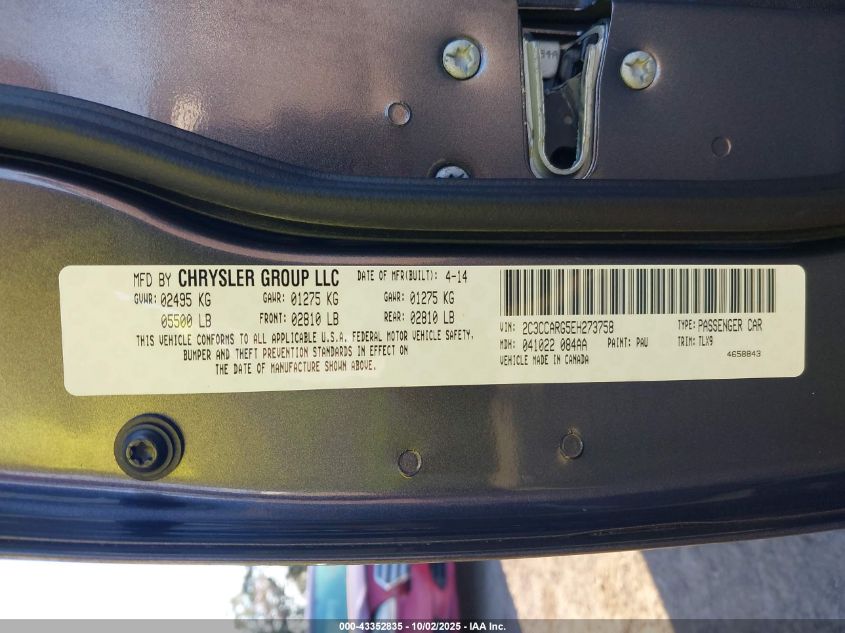 MFD BY CHRYSLER GROUP LLC DATE OF MFR(BUILT): 4-14
GVWR: 02495 KG GAWR: 01275 KG GAWR: 01275 KG
05500 LB FRONT: 02810 LB REAR: 02810 LB
THIS VEHICLE CONFORMS TO ALL APPLICABLE U.S.A. FEDERAL MOTOR VEHICLE SAFETY,
BUMPER AND THEFT PREVENTION STANDARDS IN EFFECT ON
THE DATE OF MANUFACTURE SHOWN ABOVE.
VIN: 2C3CCARG5EH273758 TYPE: PASSENGER CAR
MDH: 041022 084AA PAINT: PAU TRIM: TLX9
VEHICLE MADE IN CANADA 4658843
000-43352835 - 10/02/2025 - IAA Inc.